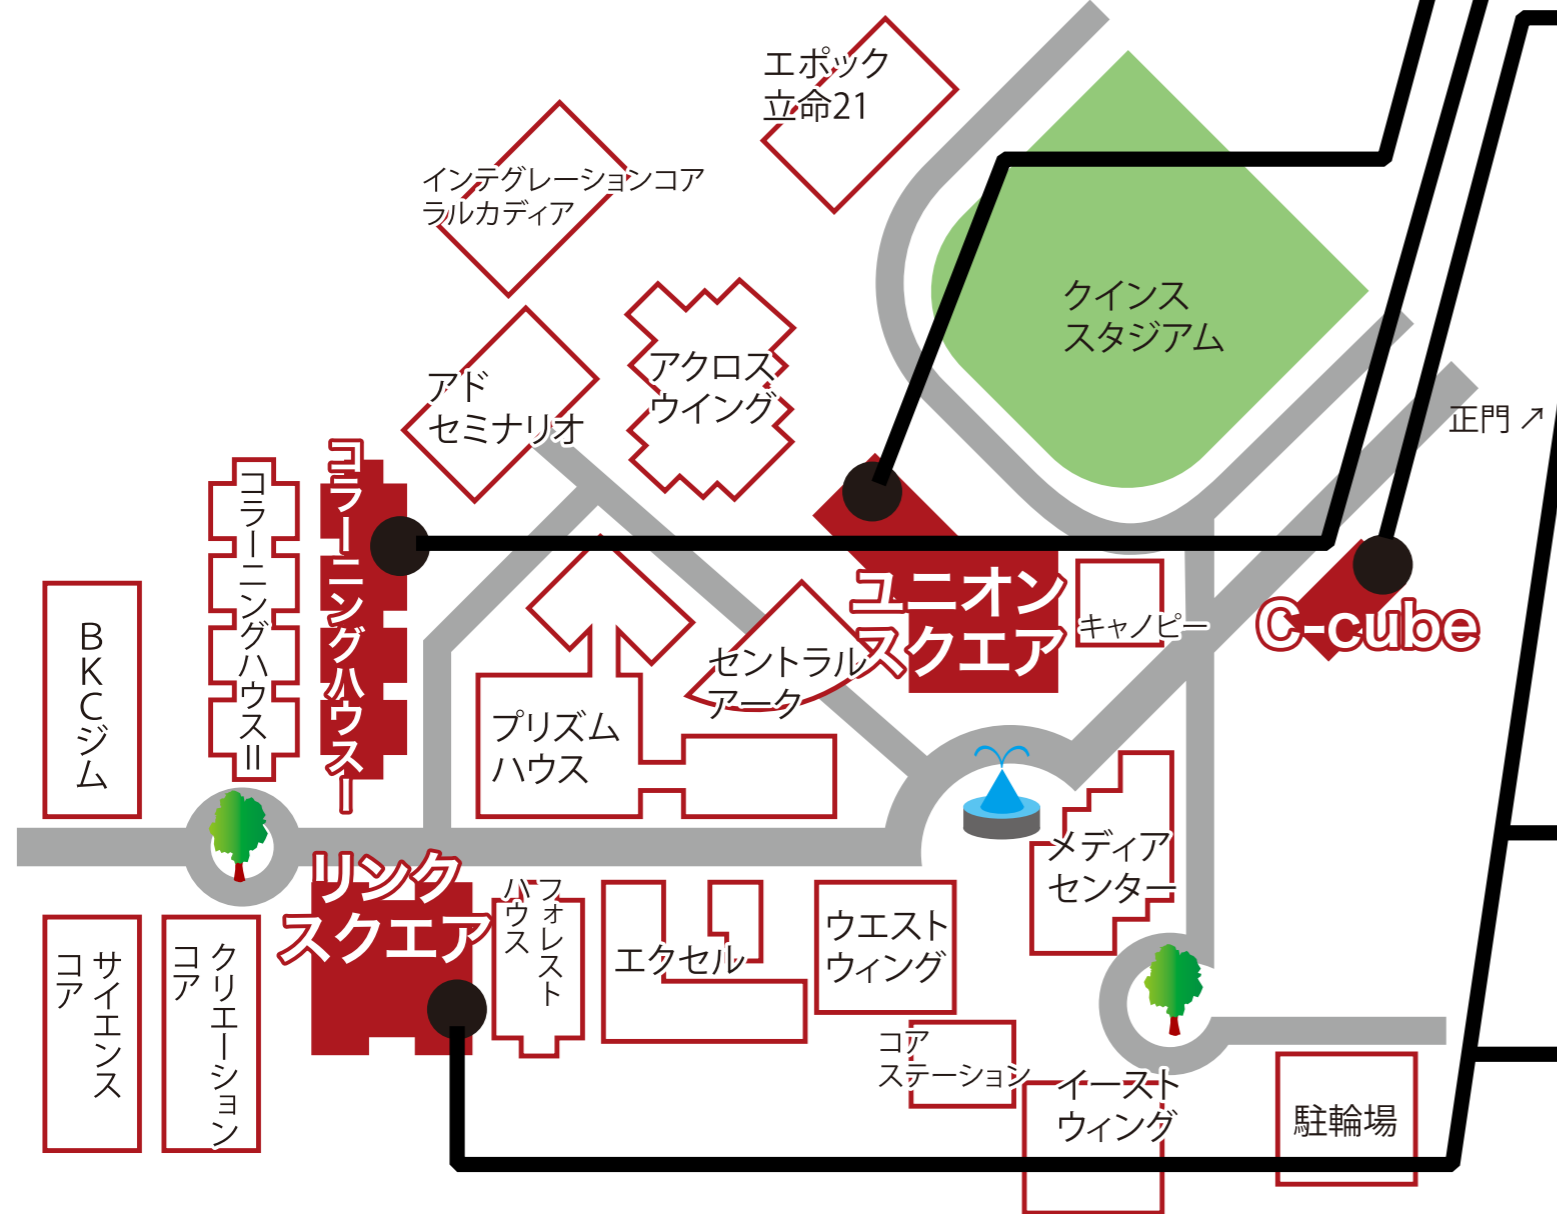 エポック
立命21
インテグレーションコア
ラルカディア
クインス
スタジアム
アクロス
ウイング
アド
セミナリオ
正門↗
コラーニングハウスⅠ
コラーニングハウスⅡ
BKCジム
ユニオン
スクエア
キャノピー
C-cube
セントラル
アーク
プリズム
ハウス
メディア
センター
リンク
スクエア
フォレスト
ハウス
エクセル
ウエスト
ウィング
サイエンス
コア
クリエーション
コア
コア
ステーション
イースト
ウィング
駐輪場